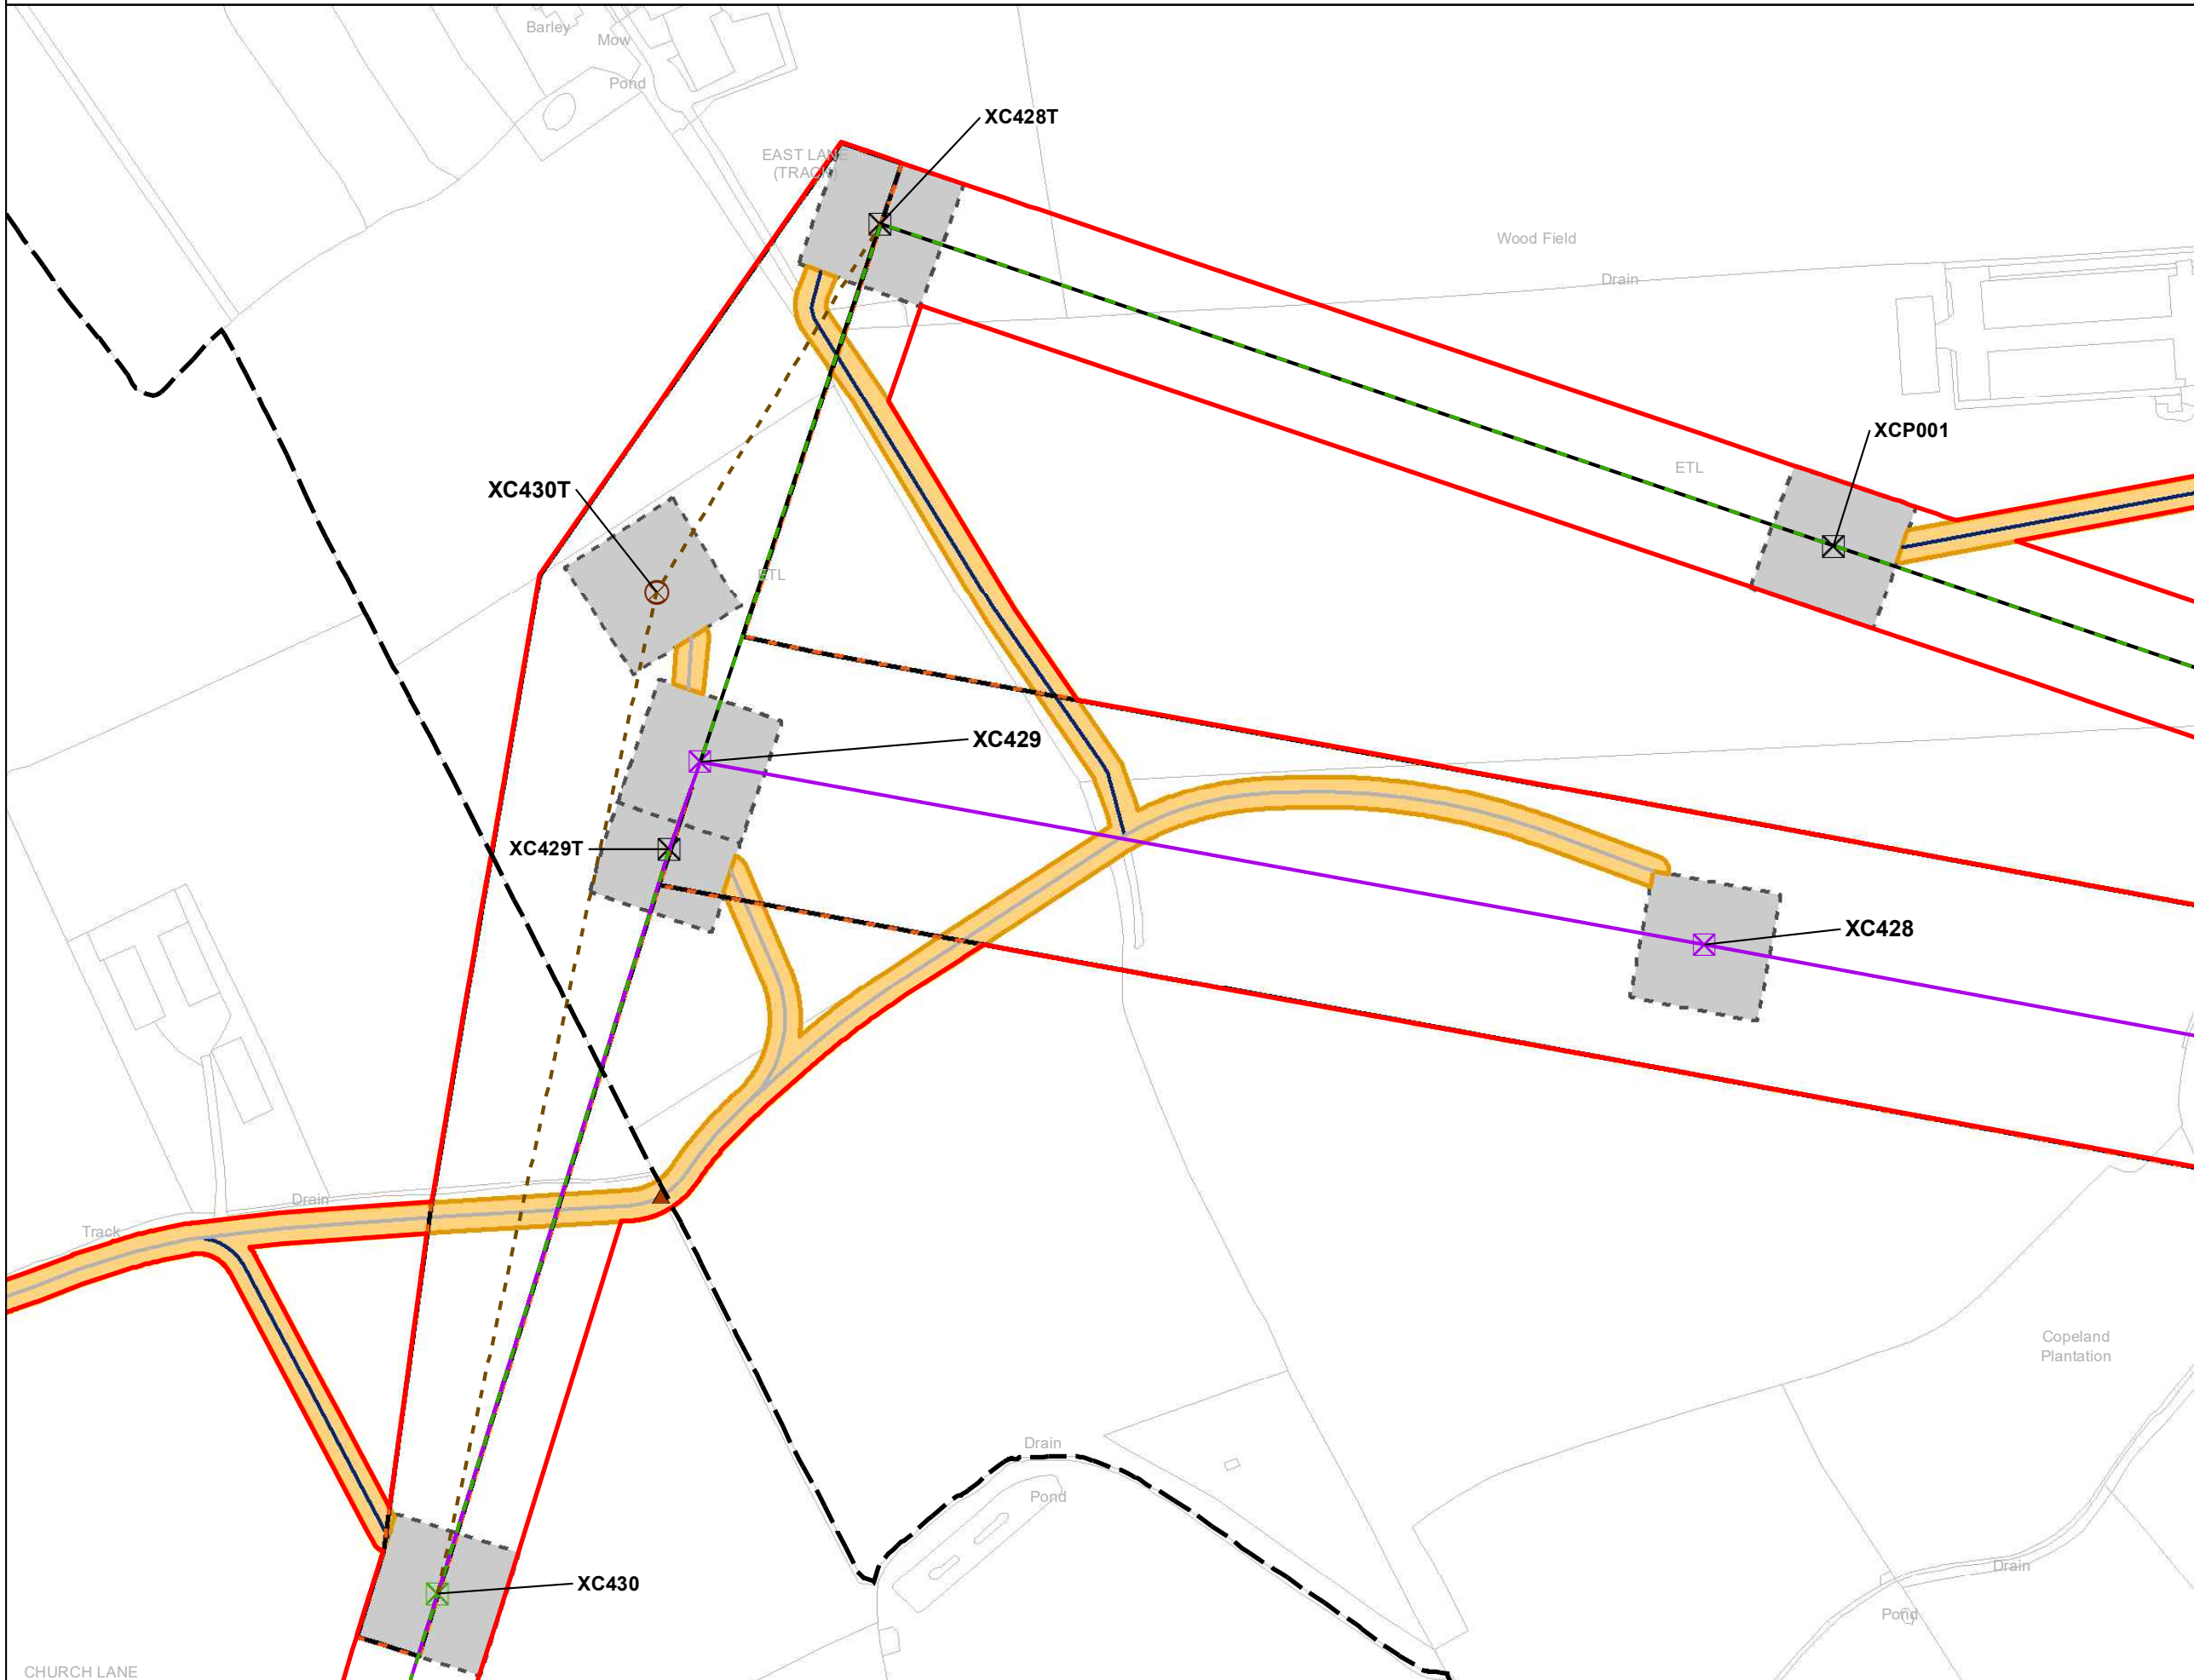 Barley
Mow
Pond
XC428T
EAST LANE
(TRACK)
Wood Field
Drain
XCP001
ETL
XC430T
ETL
XC429
XC429T
XC428
Drain
Track
Copeland
Plantation
Drain
Pond
Drain
XC430
Pond
CHURCH LANE